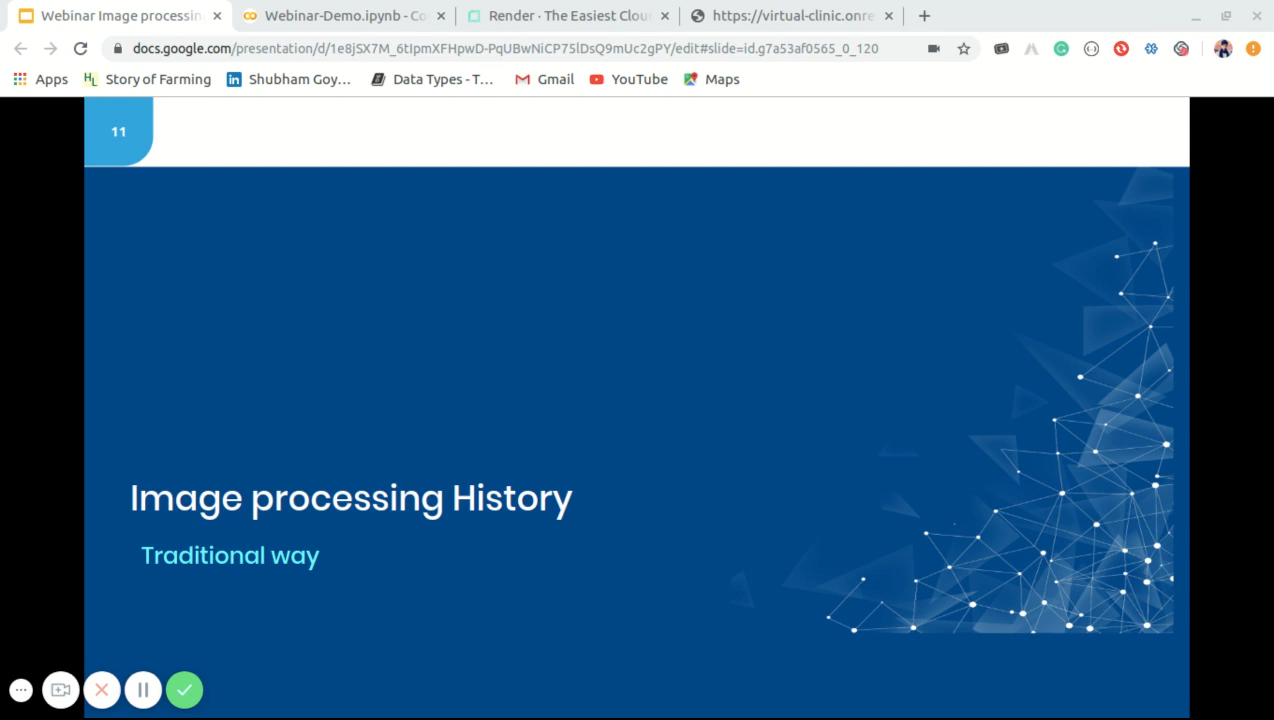 Webinar Image processin
Webinar-Demo.ipynb - Co
Render · The Easiest Clou
https://virtual-clinic.onre
docs.google.com/presentation/d/1e8jSX7M_6tIpmXFHpwD-PqUBwNiCP75lDsQ9mUc2gPY/edit#slide=id.g7a53af0565_0_120
Apps
HL Story of Farming
in Shubham Goy...
Data Types - T...
Gmail
YouTube
Maps
11
Image processing History
Traditional way